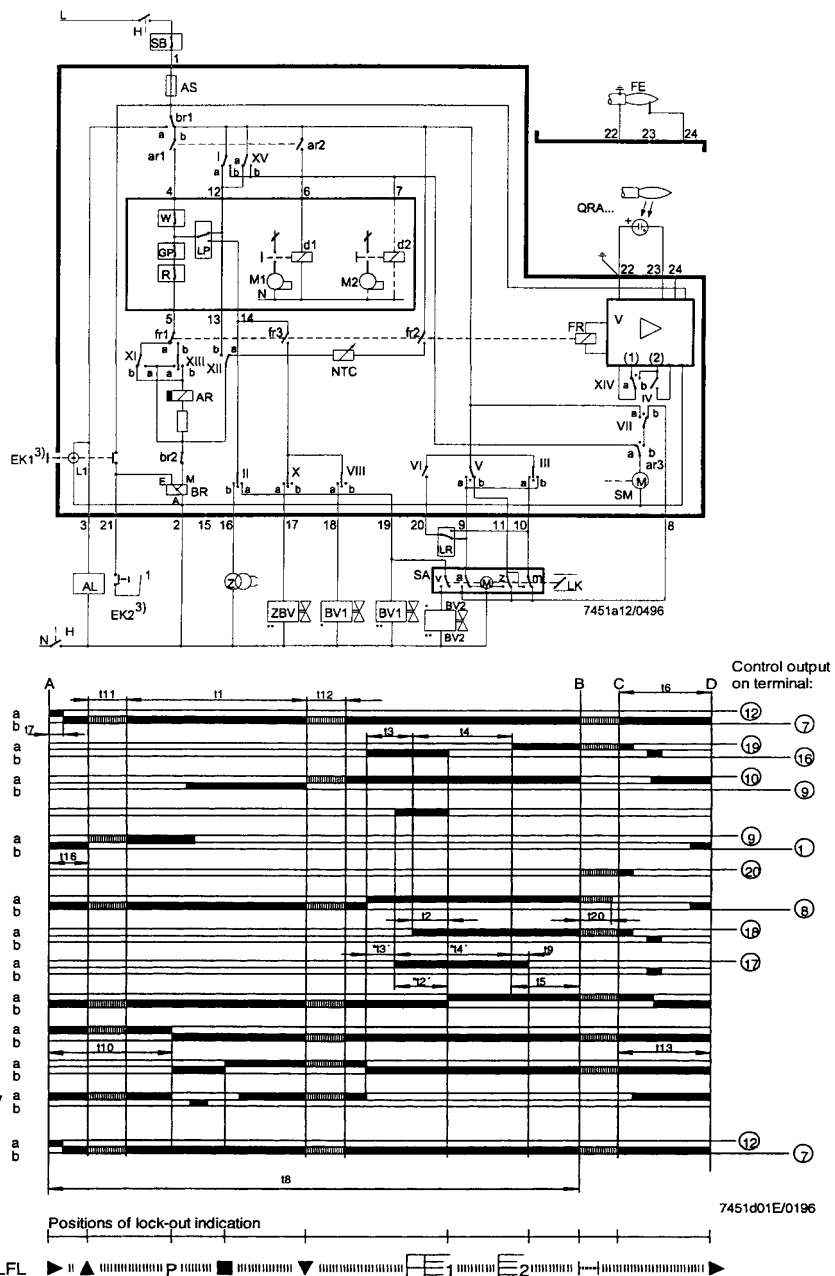 L
H
SB
1
AS
FE
br1
a b
22 23 24
ar1
ar2
I
a
XV
a b b
4 12 6 7
QRA...
W
GP
LP
R
d1
d2
M1
M2
N
22 23 24
5 13 14
V
FR
fr1
fr3
fr2
XI
a b
XIII
b a a b
XII
b a
NTC
(1) (2)
XIV
a b
IV
AR
VII
a b
EK1 3)
L1
br2
II
X
VIII
VI
V
III
a b
ar3
E M
BR
A
b a
a b
a b
a b
a b
M
SM
3 21 2 15 16 17 18 19 20 9 11 10 8
LR
AL
1
EK2 3)
Z
SA
v a M z m
LK
ZBV
BV1
BV1
BV2
BV2
7451a12/0496
N H
Control output
on terminal:
A B C D
t11 t1 t12 t6
a 12
b 7
t7
t3 t4
a 19
b 16
a 10
b 9
a 9
b 1
t16
20
a
b 8
t2 t20
a 18
b
"t3' "t4' t9
a 17
b
"t2' t5
a
b
a
b
t10 t13
a
b
a
b
a 12
b 7
t8
7451d01E/0196
Positions of lock-out indication
LFL P 1 2